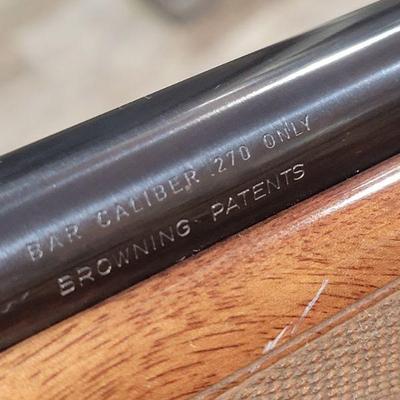 BAR CALIBER .270 ONLY
BROWNING PATENTS